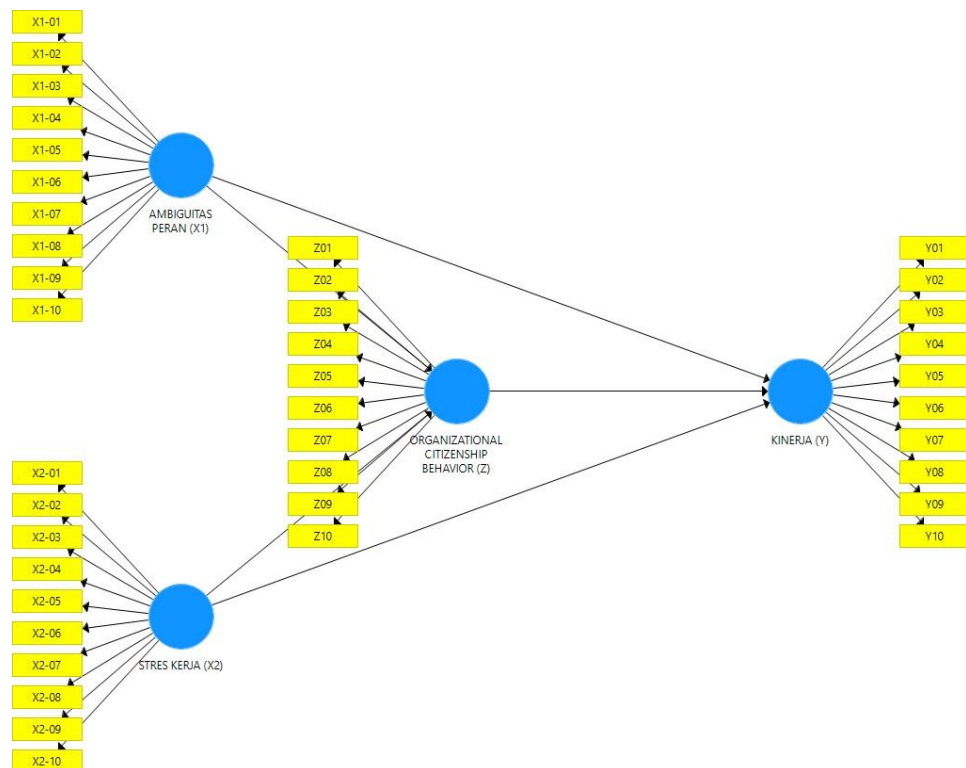 X1-01
X1-02
X1-03
X1-04
X1-05
X1-06
X1-07
X1-08
X1-09
X1-10
AMBIGUITAS
PERAN (X1)
Z01
Z02
Z03
Z04
Z05
Z06
Z07
Z08
Z09
Z10
ORGANIZATIONAL
CITIZENSHIP
BEHAVIOR (Z)
Y01
Y02
Y03
Y04
Y05
Y06
Y07
Y08
Y09
Y10
KINERJA (Y)
X2-01
X2-02
X2-03
X2-04
X2-05
X2-06
X2-07
X2-08
X2-09
X2-10
STRES KERJA (X2)